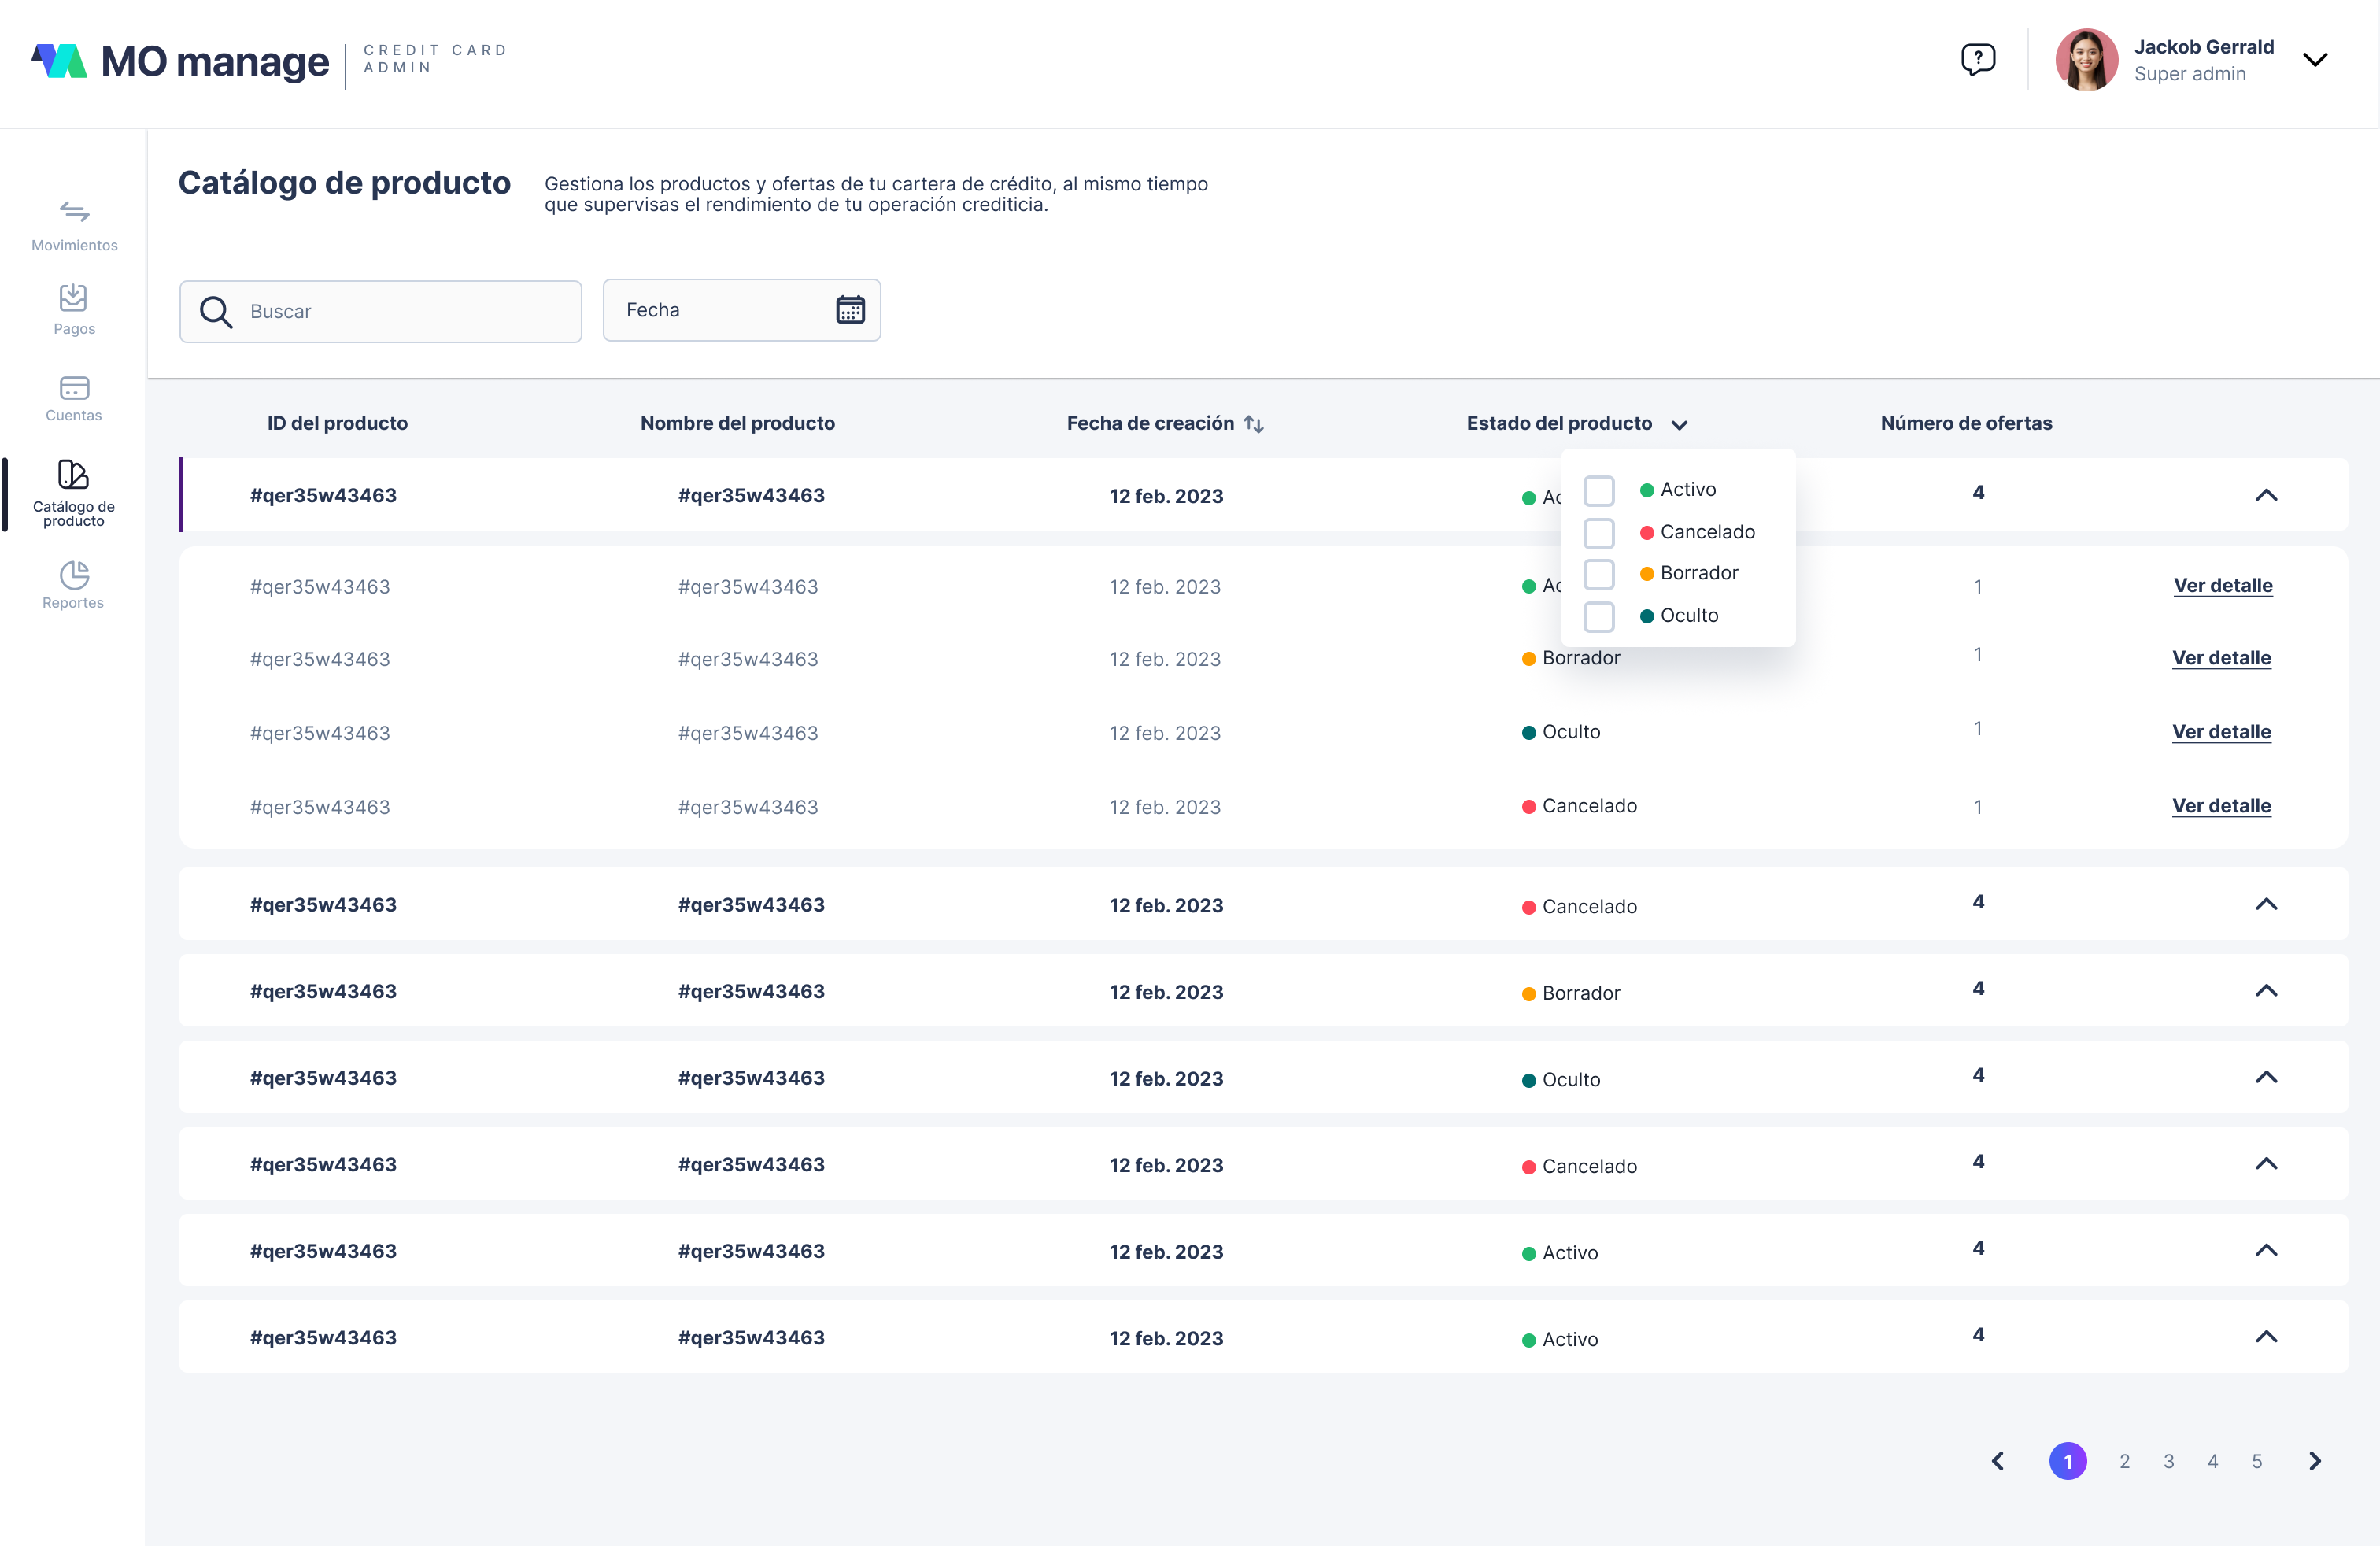 MO manage
CREDIT CARD
ADMIN
?
Jackob Gerrald
Super admin
Movimientos
Pagos
Cuentas
Catálogo de
producto
Reportes
Catálogo de producto
Gestiona los productos y ofertas de tu cartera de crédito, al mismo tiempo
que supervisas el rendimiento de tu operación crediticia.
Buscar
Fecha
ID del producto Nombre del producto Fecha de creación Estado del producto Número de ofertas
#qer35w43463 #qer35w43463 12 feb. 2023 Ac 4
Activo
Cancelado
Borrador
Oculto
#qer35w43463 #qer35w43463 12 feb. 2023 Ac 1 Ver detalle
#qer35w43463 #qer35w43463 12 feb. 2023 Borrador 1 Ver detalle
#qer35w43463 #qer35w43463 12 feb. 2023 Oculto 1 Ver detalle
#qer35w43463 #qer35w43463 12 feb. 2023 Cancelado 1 Ver detalle
#qer35w43463 #qer35w43463 12 feb. 2023 Cancelado 4
#qer35w43463 #qer35w43463 12 feb. 2023 Borrador 4
#qer35w43463 #qer35w43463 12 feb. 2023 Oculto 4
#qer35w43463 #qer35w43463 12 feb. 2023 Cancelado 4
#qer35w43463 #qer35w43463 12 feb. 2023 Activo 4
#qer35w43463 #qer35w43463 12 feb. 2023 Activo 4
1 2 3 4 5